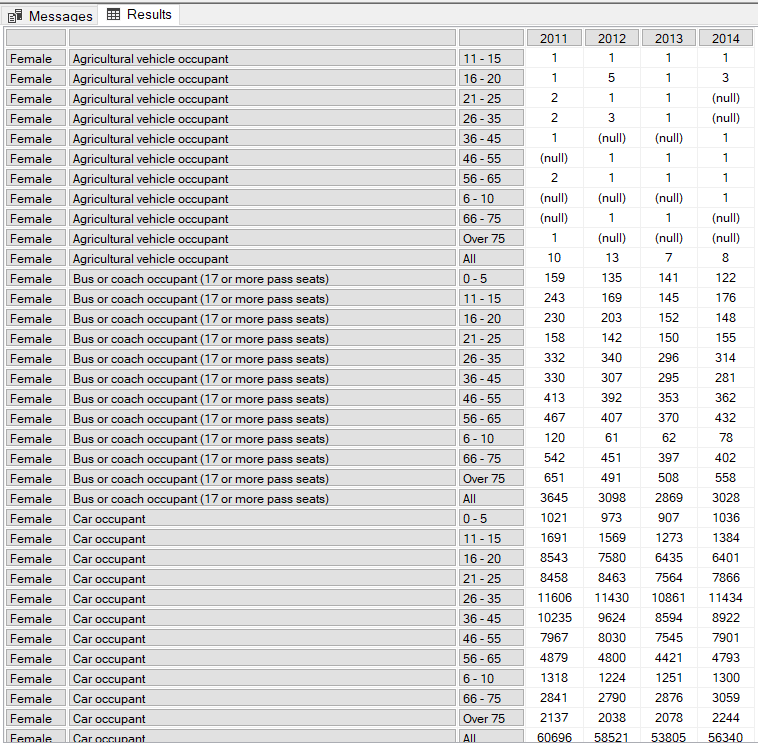 Messages Results
2011 2012 2013 2014
Female Agricultural vehicle occupant 11 - 15 1 1 1 1
Female Agricultural vehicle occupant 16 - 20 1 5 1 3
Female Agricultural vehicle occupant 21 - 25 2 1 1 (null)
Female Agricultural vehicle occupant 26 - 35 2 3 1 (null)
Female Agricultural vehicle occupant 36 - 45 1 (null) (null) 1
Female Agricultural vehicle occupant 46 - 55 (null) 1 1 1
Female Agricultural vehicle occupant 56 - 65 2 1 1 1
Female Agricultural vehicle occupant 6 - 10 (null) (null) (null) 1
Female Agricultural vehicle occupant 66 - 75 (null) 1 1 (null)
Female Agricultural vehicle occupant Over 75 1 (null) (null) (null)
Female Agricultural vehicle occupant All 10 13 7 8
Female Bus or coach occupant (17 or more pass seats) 0 - 5 159 135 141 122
Female Bus or coach occupant (17 or more pass seats) 11 - 15 243 169 145 176
Female Bus or coach occupant (17 or more pass seats) 16 - 20 230 203 152 148
Female Bus or coach occupant (17 or more pass seats) 21 - 25 158 142 150 155
Female Bus or coach occupant (17 or more pass seats) 26 - 35 332 340 296 314
Female Bus or coach occupant (17 or more pass seats) 36 - 45 330 307 295 281
Female Bus or coach occupant (17 or more pass seats) 46 - 55 413 392 353 362
Female Bus or coach occupant (17 or more pass seats) 56 - 65 467 407 370 432
Female Bus or coach occupant (17 or more pass seats) 6 - 10 120 61 62 78
Female Bus or coach occupant (17 or more pass seats) 66 - 75 542 451 397 402
Female Bus or coach occupant (17 or more pass seats) Over 75 651 491 508 558
Female Bus or coach occupant (17 or more pass seats) All 3645 3098 2869 3028
Female Car occupant 0 - 5 1021 973 907 1036
Female Car occupant 11 - 15 1691 1569 1273 1384
Female Car occupant 16 - 20 8543 7580 6435 6401
Female Car occupant 21 - 25 8458 8463 7564 7866
Female Car occupant 26 - 35 11606 11430 10861 11434
Female Car occupant 36 - 45 10235 9624 8594 8922
Female Car occupant 46 - 55 7967 8030 7545 7901
Female Car occupant 56 - 65 4879 4800 4421 4793
Female Car occupant 6 - 10 1318 1224 1251 1300
Female Car occupant 66 - 75 2841 2790 2876 3059
Female Car occupant Over 75 2137 2038 2078 2244
Female Car occupant All 60696 58521 53805 56340